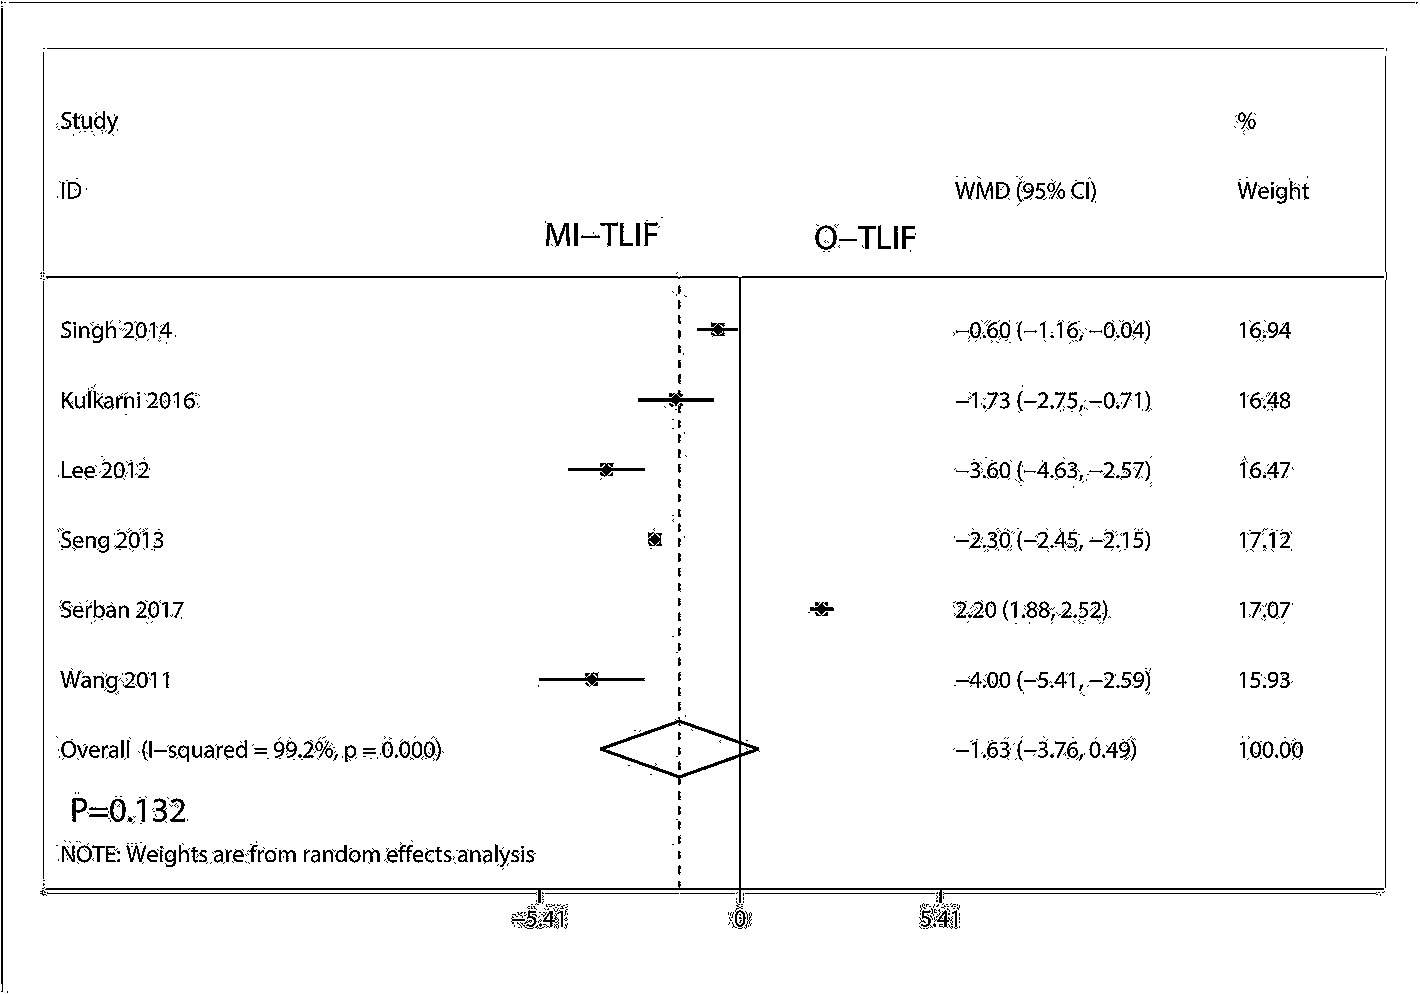 Study %
ID WMD (95% CI) Weight
MI–TLIF O–TLIF
Singh 2014 −0.60 (−1.16, −0.04) 16.94
Kulkarni 2016 −1.73 (−2.75, −0.71) 16.48
Lee 2012 −3.60 (−4.63, −2.57) 16.47
Seng 2013 −2.30 (−2.45, −2.15) 17.12
Serban 2017 2.20 (1.88, 2.52) 17.07
Wang 2011 −4.00 (−5.41, −2.59) 15.93
Overall (I−squared = 99.2%, p = 0.000) −1.63 (−3.76, 0.49) 100.00
P=0.132
NOTE: Weights are from random effects analysis
−5.41 0 5.41